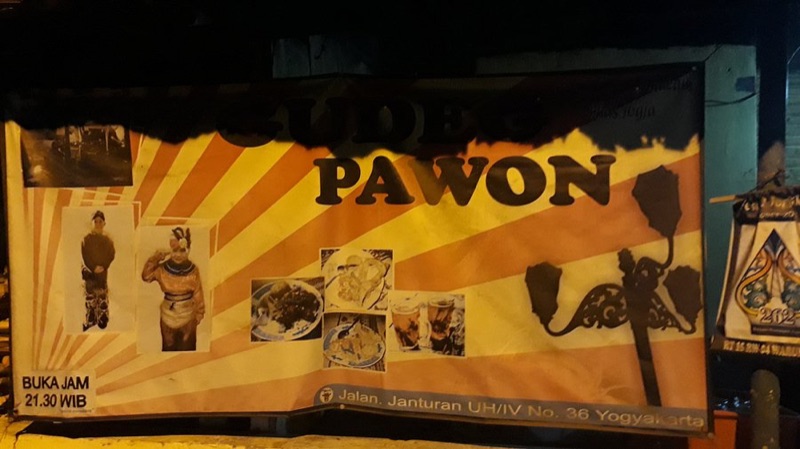 GUDEG
PAWON
BUKA JAM
21.30 WIB
Jalan. Janturan UH/IV No. 36 Yogyakarta